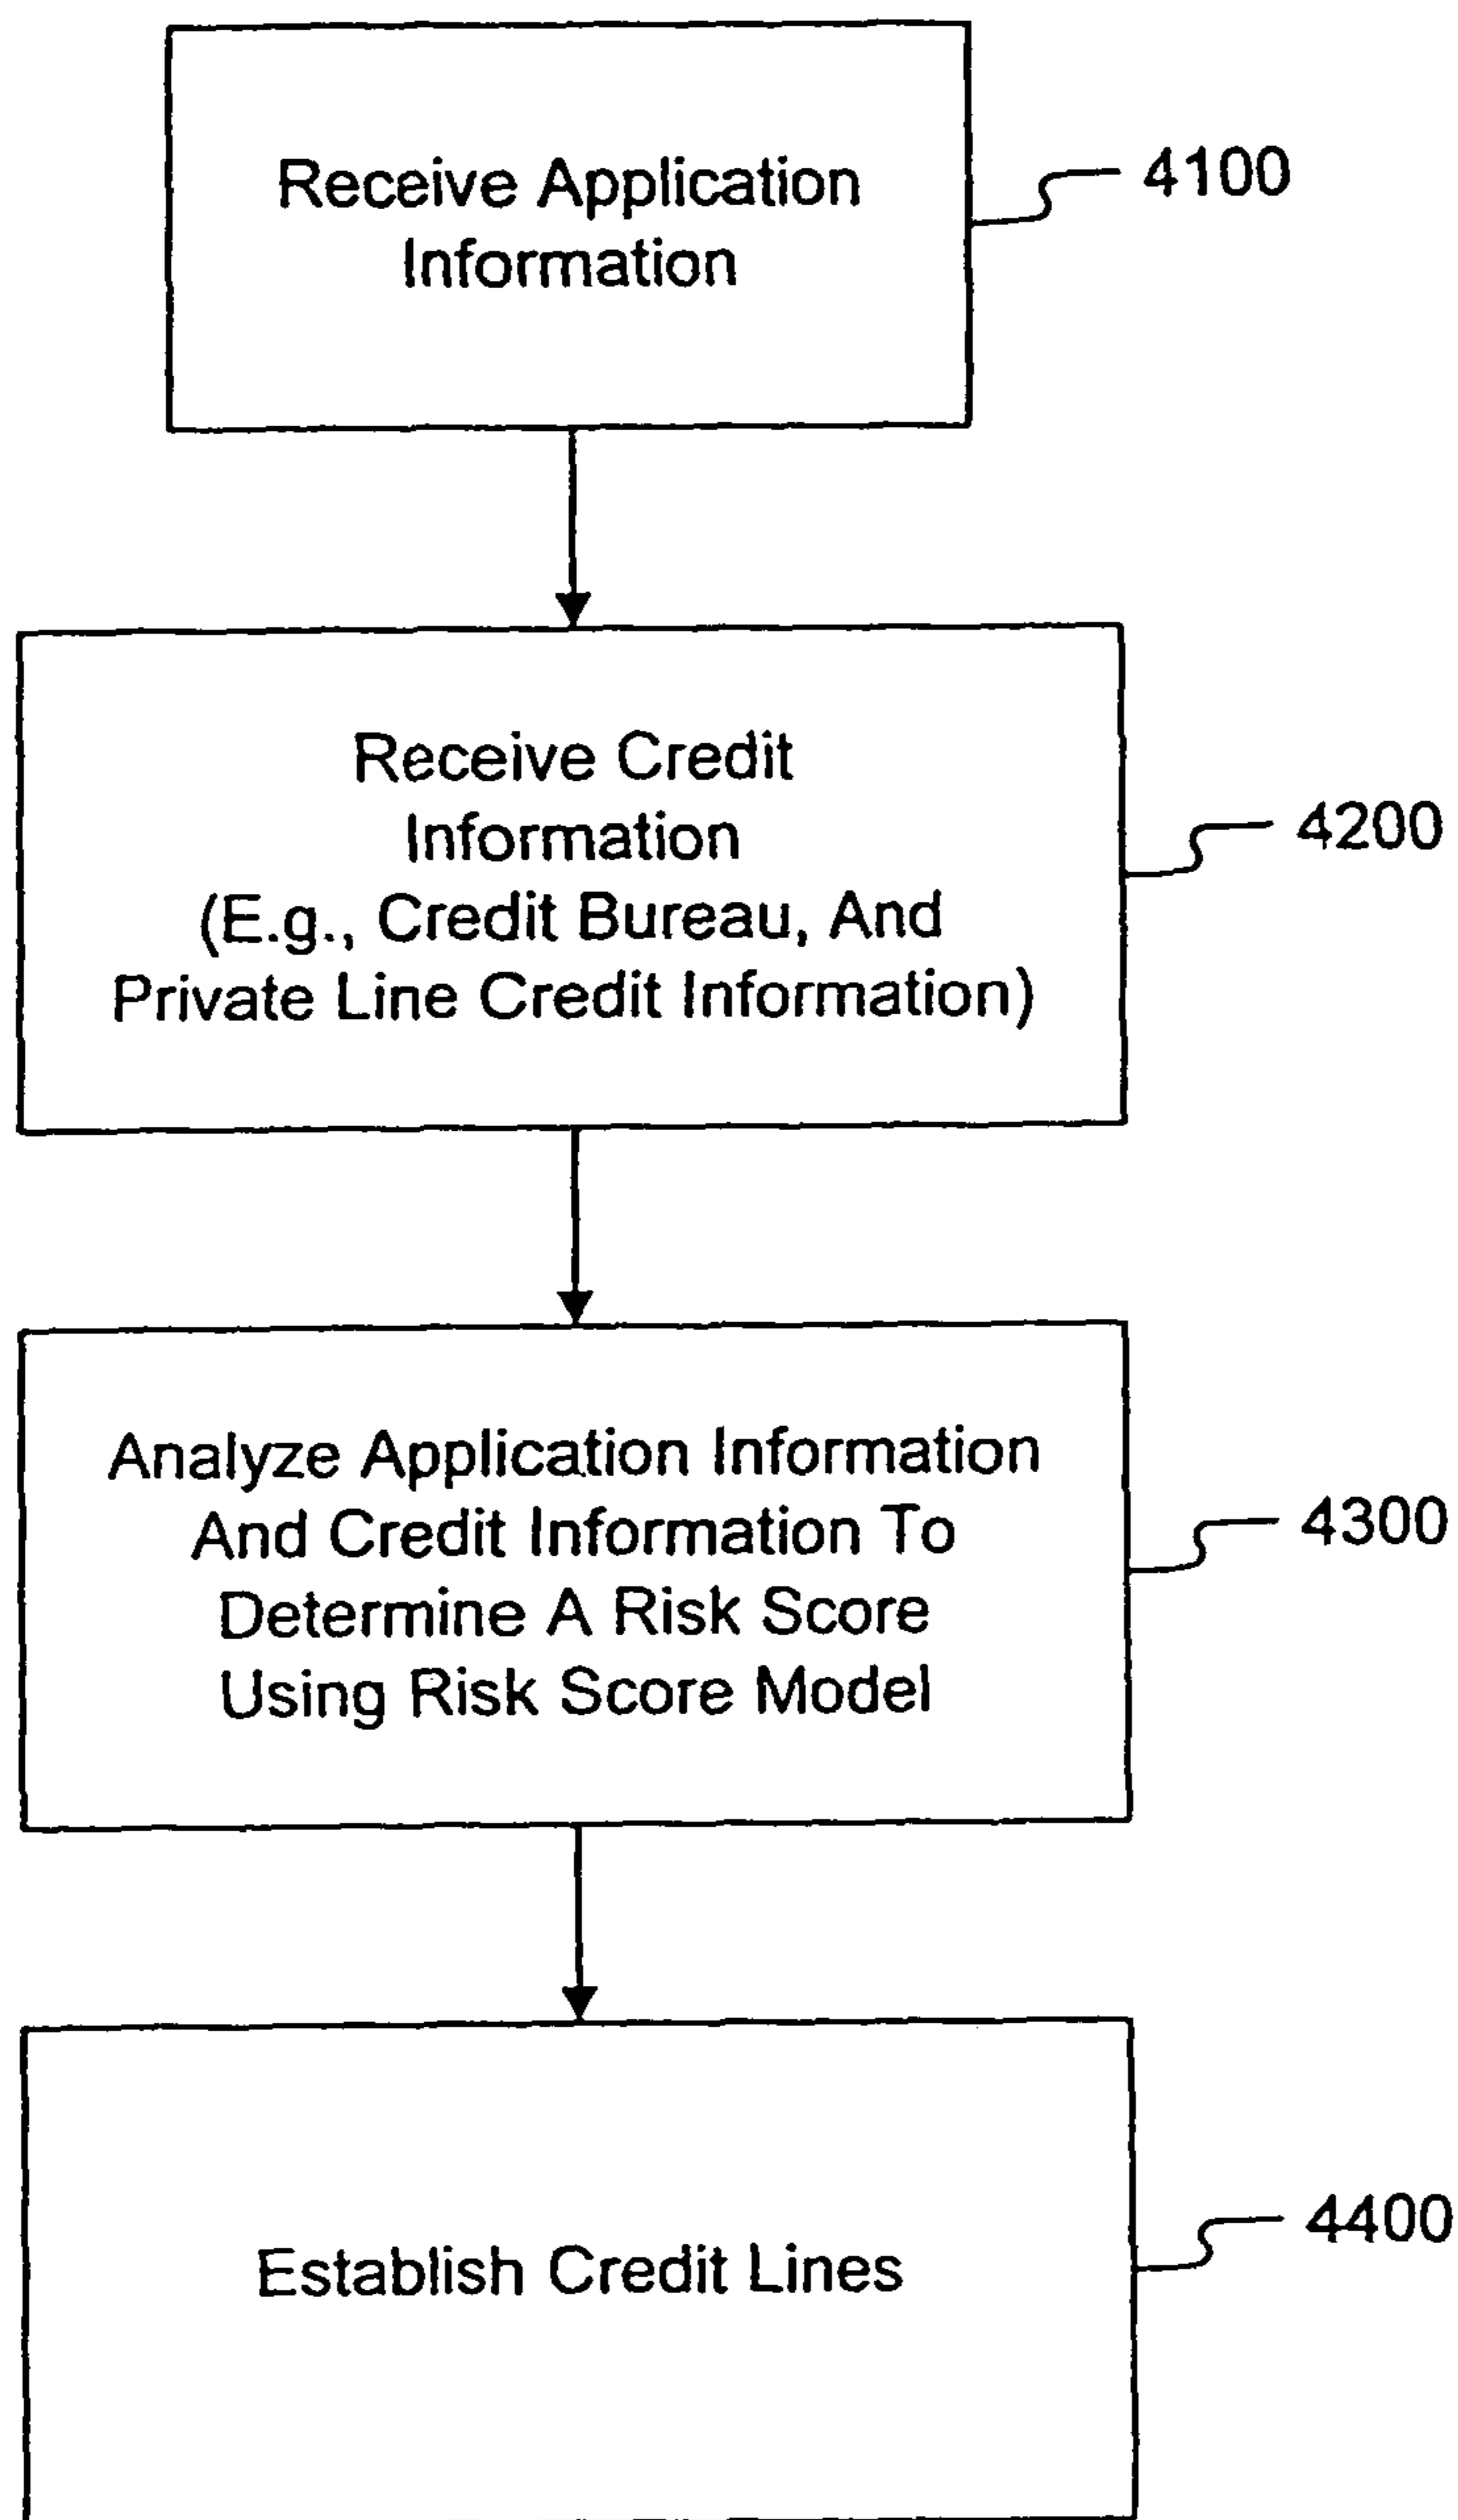 Receive Application
Information
4100
Receive Credit
Information
(E.g., Credit Bureau, And
Private Line Credit Information)
4200
Analyze Application Information
And Credit Information To
Determine A Risk Score
Using Risk Score Model
4300
Establish Credit Lines
4400